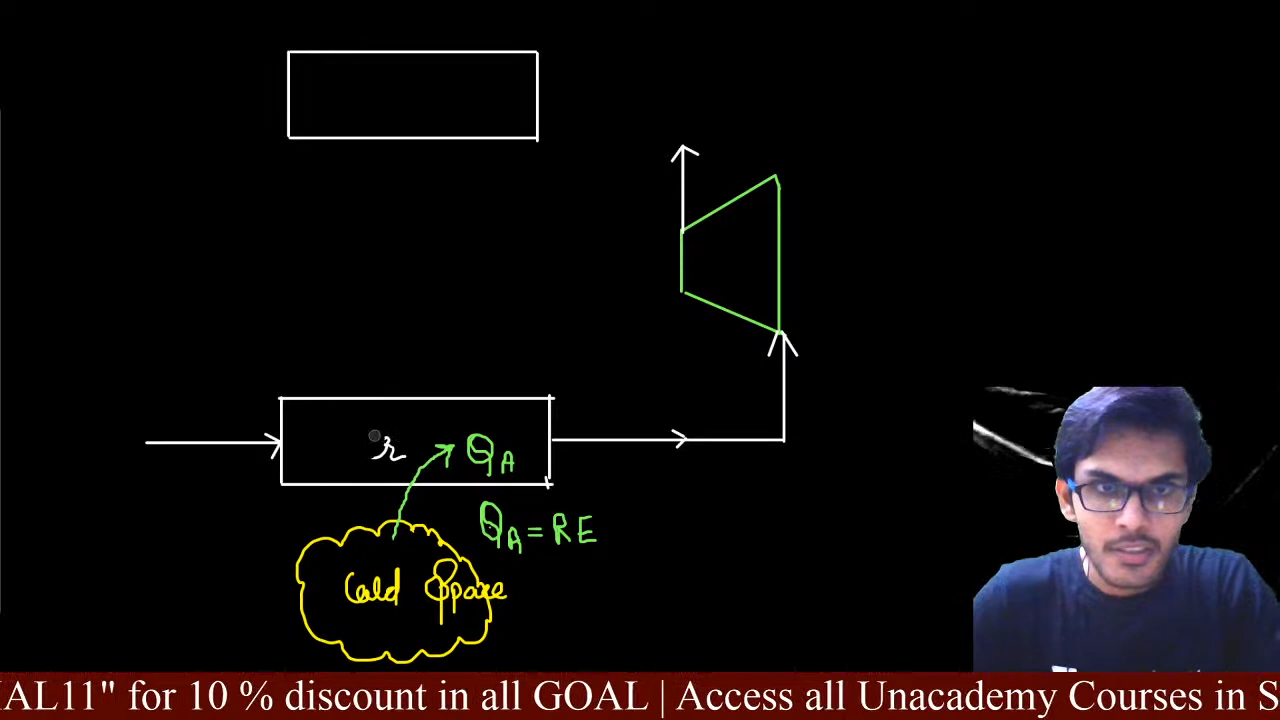 r QA
QA = RE
Cold Space
AL11" for 10 % discount in all GOAL | Access all Unacademy Courses in S